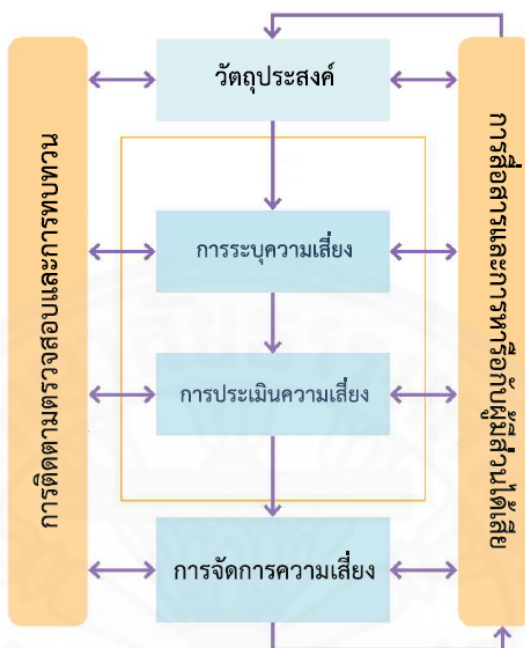 วัตถุประสงค์
การติดตามตรวจสอบและการทบทวน
การระบุความเสี่ยง
การประเมินความเสี่ยง
การจัดการความเสี่ยง
การสื่อสารและการหารือกับผู้มีส่วนได้เสีย